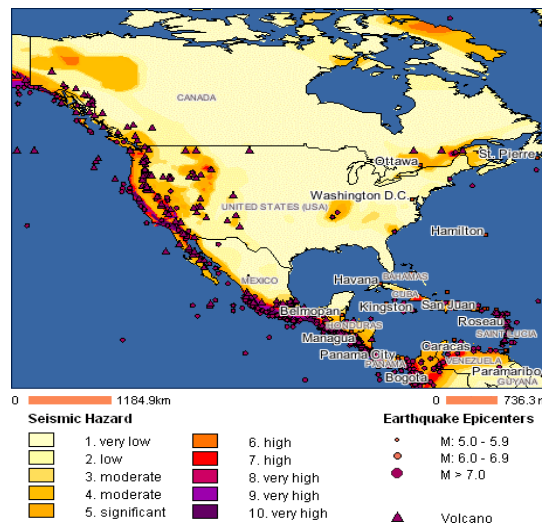 CANADA
Ottawa
St. Pierre
Washington D.C.
UNITED STATES (USA)
Hamilton
MEXICO
Havana
BAHAMAS
CUBA
Belmopan
Kingston
San Juan
HONDURAS
Roseau
SAINT LUCIA
Managua
Panama City
PANAMA
Caracas
VENEZUELA
Bogota
Paramaribo
GUYANA
0 1184.9km 0 736.3m
Seismic Hazard
1. very low
2. low
3. moderate
4. moderate
5. significant
6. high
7. high
8. very high
9. very high
10. very high
Earthquake Epicenters
M: 5.0 - 5.9
M: 6.0 - 6.9
M > 7.0
Volcano